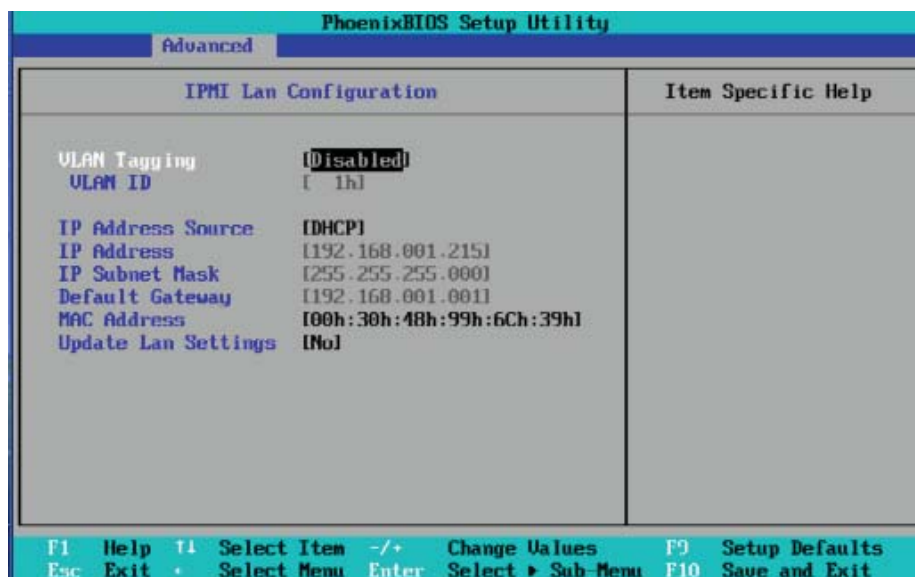 PhoenixBIOS Setup Utility
Advanced
IPMI Lan Configuration
Item Specific Help
VLAN Tagging [Disabled]
VLAN ID [ 1h]
IP Address Source [DHCP]
IP Address [192.168.001.215]
IP Subnet Mask [255.255.255.000]
Default Gateway [192.168.001.001]
MAC Address [00h:30h:48h:99h:6Ch:39h]
Update Lan Settings [No]
F1 Help ↑↓ Select Item -/+ Change Values F9 Setup Defaults
Esc Exit Select Menu Enter Select ▶ Sub-Menu F10 Save and Exit